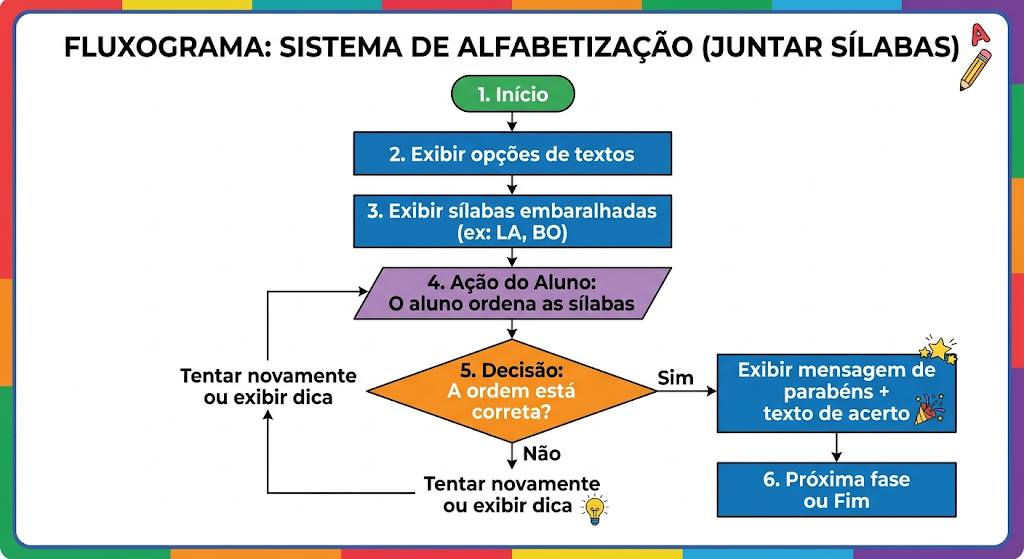 FLUXOGRAMA: SISTEMA DE ALFABETIZAÇÃO (JUNTAR SÍLABAS)
A
1. Início
2. Exibir opções de textos
3. Exibir sílabas embaralhadas
(ex: LA, BO)
4. Ação do Aluno:
O aluno ordena as sílabas
5. Decisão:
A ordem está
correta?
Sim
Exibir mensagem de
parabéns +
texto de acerto
6. Próxima fase
ou Fim
Não
Tentar novamente
ou exibir dica
Tentar novamente
ou exibir dica